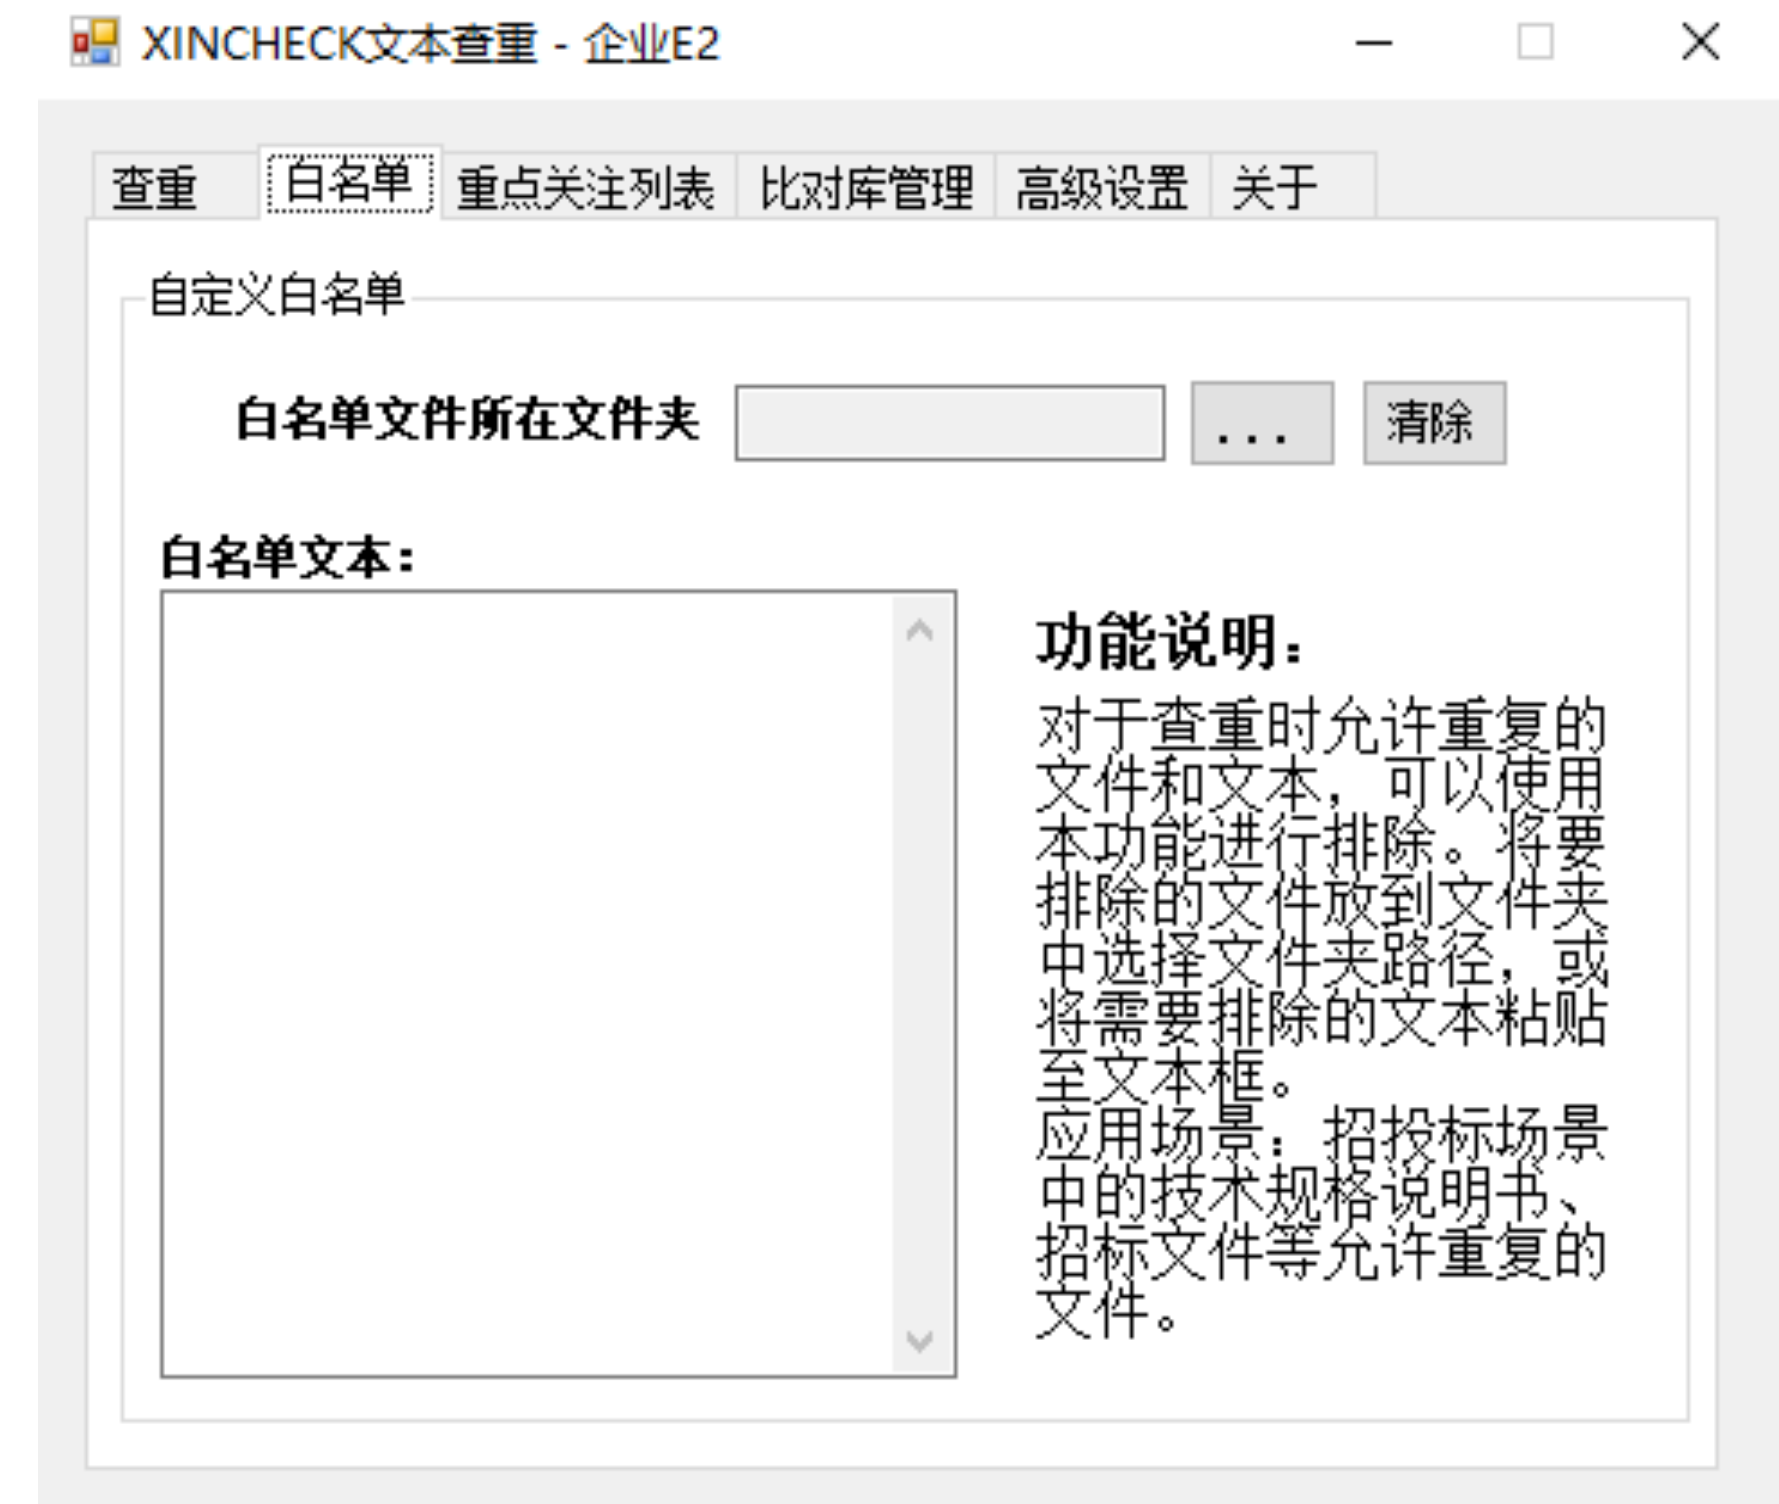 XINCHECK文本查重 - 企业E2
查重 白名单 重点关注列表 比对库管理 高级设置 关于
自定义白名单
白名单文件所在文件夹 ... 清除
白名单文本：
功能说明：
对于查重时允许重复的
文件和文本，可以使用
本功能进行排除。将要
排除的文件放到文件夹
中选择文件夹路径，或
将需要排除的文本粘贴
至文本框。
应用场景：招投标场景
中的技术规格说明书、
招标文件等允许重复的
文件。